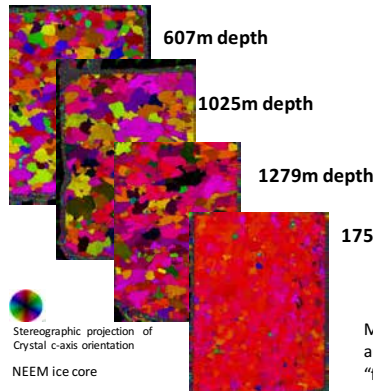 607m depth
1025m depth
1279m depth
175
Stereographic projection of
Crystal c-axis orientation
NEEM ice core